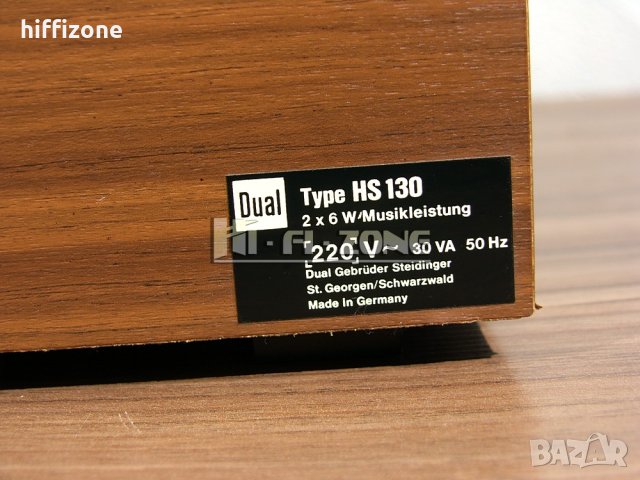 hiffizone
Dual
Type HS 130
2 x 6 W/Musikleistung
HI-FI-ZONE
220 V~ 30 VA 50 Hz
Dual Gebrüder Steidinger
St. Georgen/Schwarzwald
Made in Germany
BAZAR